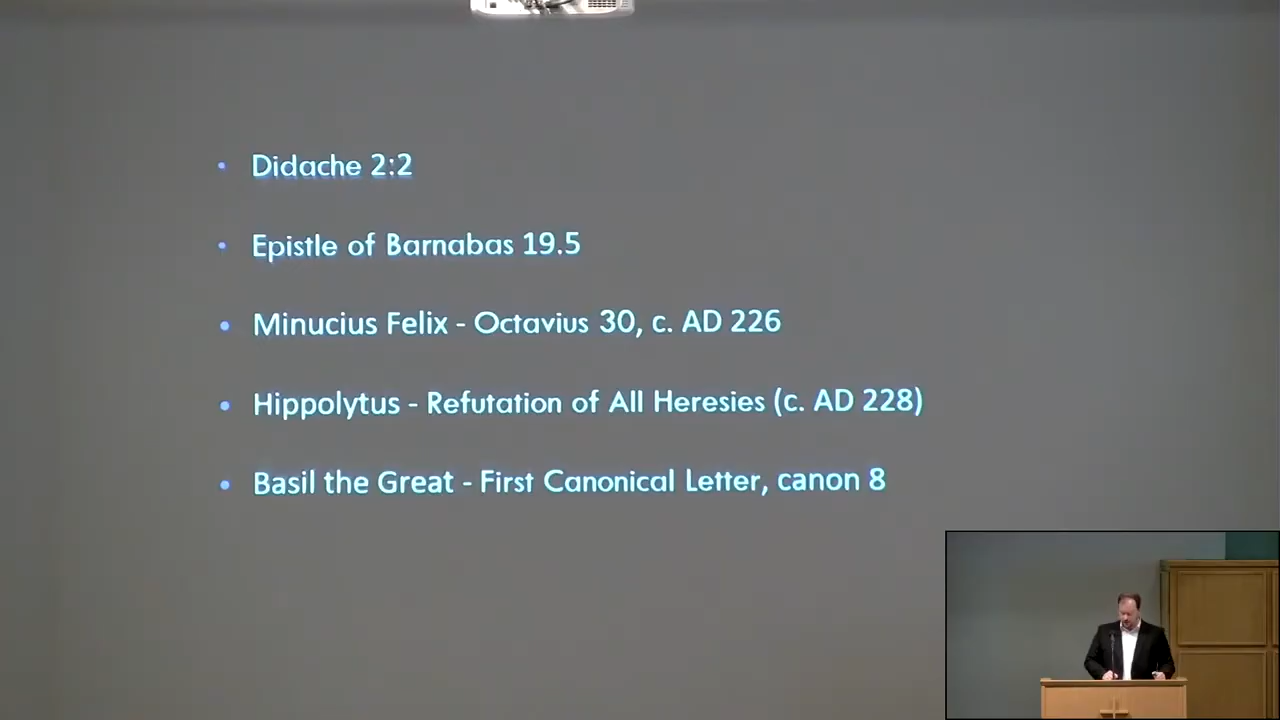 • Didache 2:2
• Epistle of Barnabas 19.5
• Minucius Felix - Octavius 30, c. AD 226
• Hippolytus - Refutation of All Heresies (c. AD 228)
• Basil the Great - First Canonical Letter, canon 8